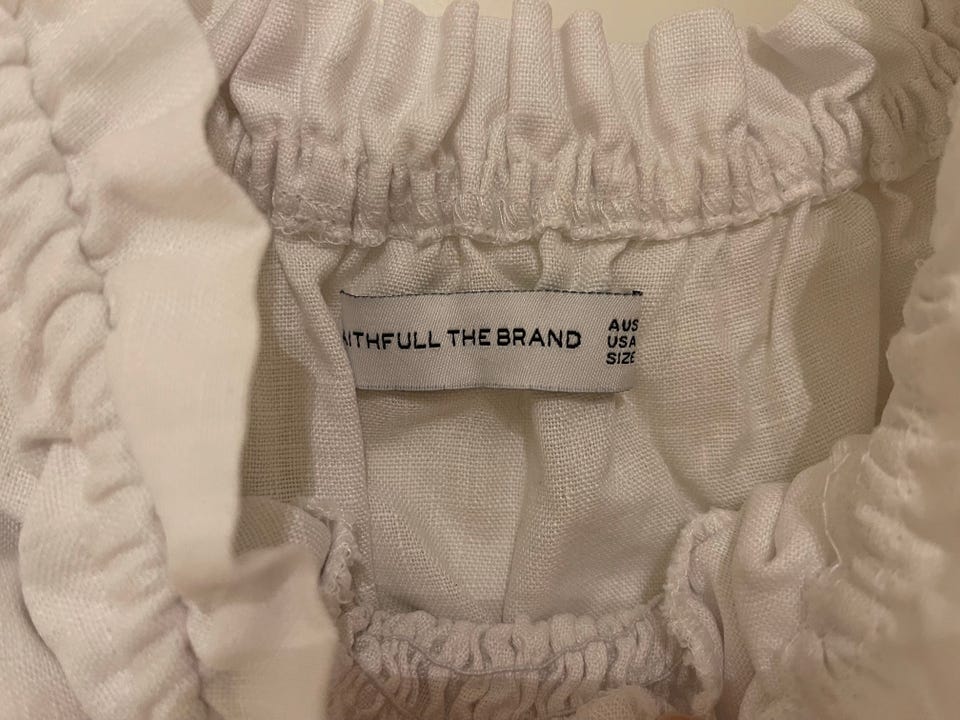 AITHFULL THE BRAND
AUS
USA
SIZE